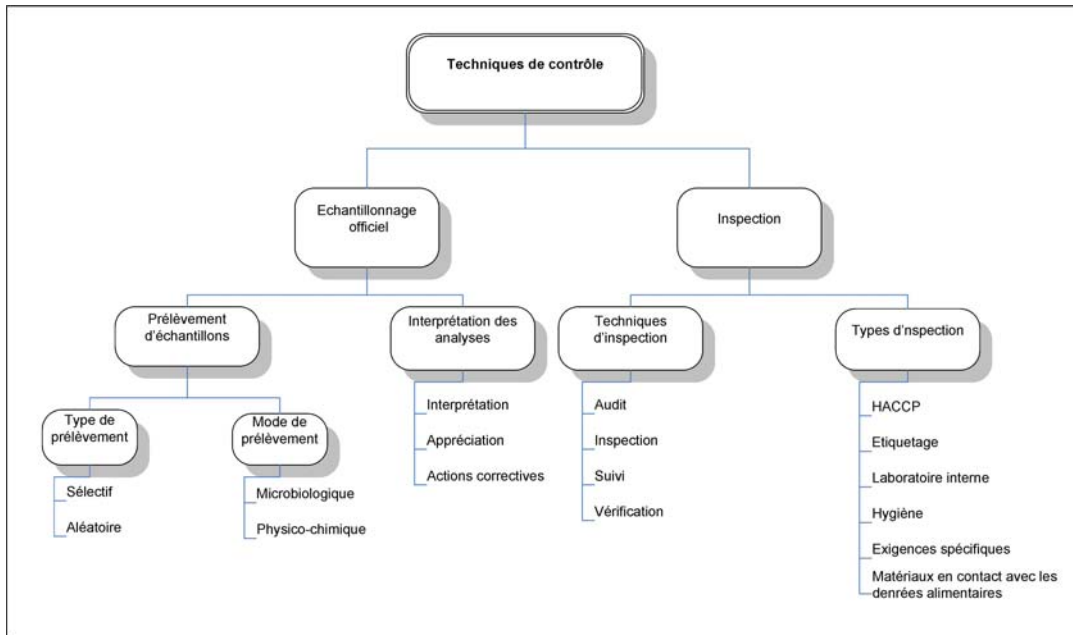 Techniques de contrôle
Echantillonnage
officiel
Inspection
Prélèvement
d'échantillons
Interprétation des
analyses
Techniques
d'inspection
Types d'nspection
Type de
prélèvement
Mode de
prélèvement
Sélectif
Aléatoire
Microbiologique
Physico-chimique
Interprétation
Appréciation
Actions correctives
Audit
Inspection
Suivi
Vérification
HACCP
Etiquetage
Laboratoire interne
Hygiène
Exigences spécifiques
Matériaux en contact avec les
denrées alimentaires